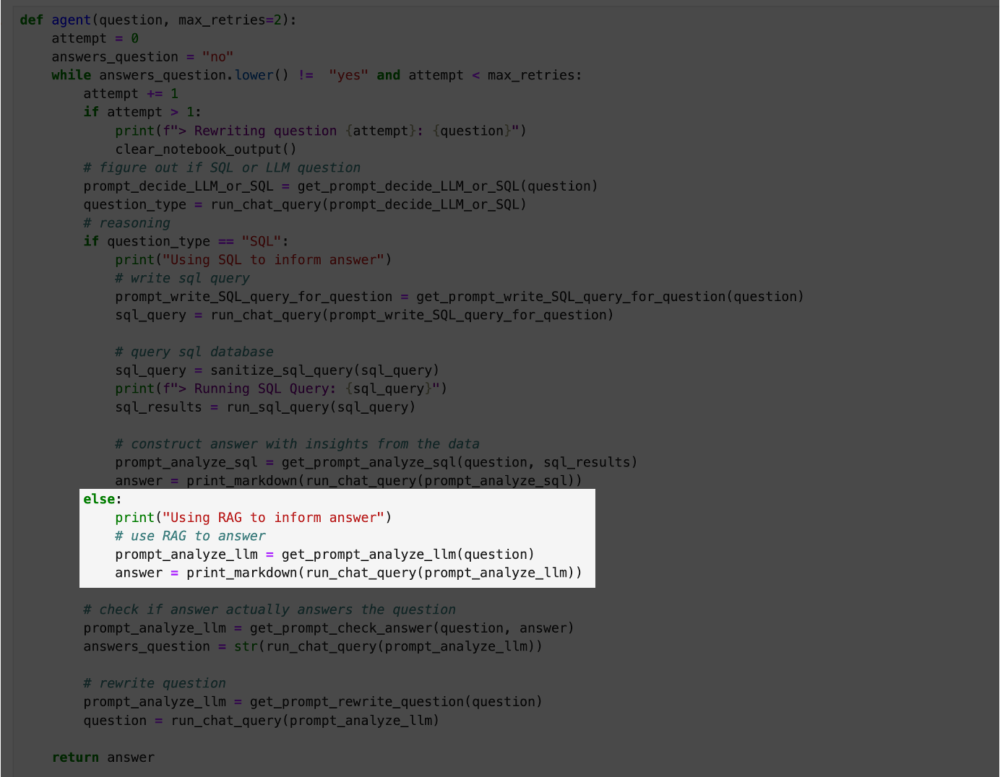 def agent(question, max_retries=2):
    attempt = 0
    answers_question = "no"
    while answers_question.lower() !=  "yes" and attempt < max_retries:
        attempt += 1
        if attempt > 1:
            print(f"> Rewriting question {attempt}: {question}")
            clear_notebook_output()
        # figure out if SQL or LLM question
        prompt_decide_LLM_or_SQL = get_prompt_decide_LLM_or_SQL(question)
        question_type = run_chat_query(prompt_decide_LLM_or_SQL)
        # reasoning
        if question_type == "SQL":
            print("Using SQL to inform answer")
            # write sql query
            prompt_write_SQL_query_for_question = get_prompt_write_SQL_query_for_question(question)
            sql_query = run_chat_query(prompt_write_SQL_query_for_question)

            # query sql database
            sql_query = sanitize_sql_query(sql_query)
            print(f"> Running SQL Query: {sql_query}")
            sql_results = run_sql_query(sql_query)

            # construct answer with insights from the data
            prompt_analyze_sql = get_prompt_analyze_sql(question, sql_results)
            answer = print_markdown(run_chat_query(prompt_analyze_sql))
        else:
            print("Using RAG to inform answer")
            # use RAG to answer
            prompt_analyze_llm = get_prompt_analyze_llm(question)
            answer = print_markdown(run_chat_query(prompt_analyze_llm))

        # check if answer actually answers the question
        prompt_analyze_llm = get_prompt_check_answer(question, answer)
        answers_question = str(run_chat_query(prompt_analyze_llm))

        # rewrite question
        prompt_analyze_llm = get_prompt_rewrite_question(question)
        question = run_chat_query(prompt_analyze_llm)

    return answer